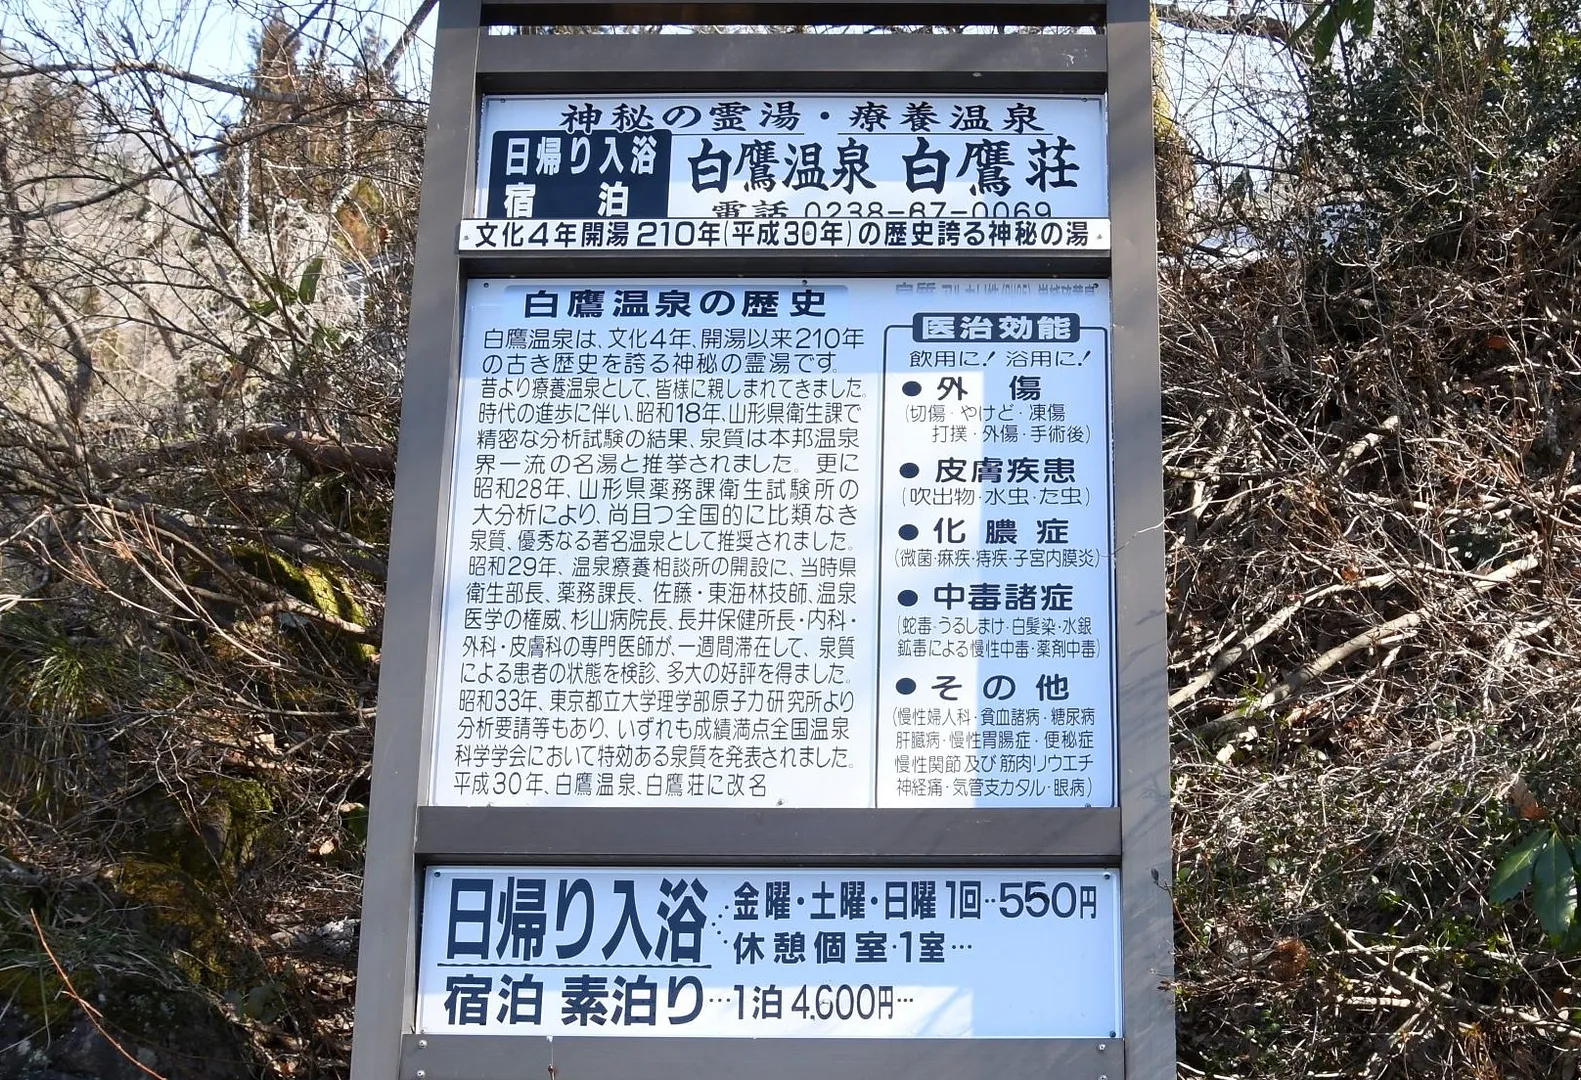 神秘の霊湯・療養温泉
日帰り入浴
宿泊
白鷹温泉 白鷹荘
電話 0238-87-0069
文化4年開湯210年(平成30年)の歴史誇る神秘の湯
白鷹温泉の歴史
白鷹温泉は、文化4年、開湯以来210年
の古き歴史を誇る神秘の霊湯です。
昔より療養温泉として、皆様に親しまれてきました。
時代の進歩に伴い、昭和18年、山形県衛生課で
精密な分析試験の結果、泉質は本邦温泉
界一流の名湯と推挙されました。更に
昭和28年、山形県薬務課衛生試験所の
大分析により、尚且つ全国的に比類なき
泉質、優秀なる著名温泉として推奨されました。
昭和29年、温泉療養相談所の開設に、当時県
衛生部長、薬務課長、佐藤・東海林技師、温泉
医学の権威、杉山病院長、長井保健所長・内科・
外科・皮膚科の専門医師が、一週間滞在して、泉質
による患者の状態を検診、多大の好評を得ました。
昭和33年、東京都立大学理学部原子力研究所より
分析要請等もあり、いずれも成績満点全国温泉
科学学会において特効ある泉質を発表されました。
平成30年、白鷹温泉、白鷹荘に改名
医治効能
飲用に! 浴用に!
●外傷
(切傷・やけど・凍傷
打撲・外傷・手術後)
●皮膚疾患
(吹出物・水虫・た虫)
●化膿症
(微菌・麻疾・痔疾・子宮内膜炎)
●中毒諸症
(蛇毒・うるしまけ・白髪染・水銀
鉱毒による慢性中毒・薬剤中毒)
●その他
(慢性婦人科・貧血諸病・糖尿病
肝臓病・慢性胃腸症・便秘症
慢性関節及び筋肉リウエチ
神経痛・気管支カタル・眼病)
日帰り入浴
金曜・土曜・日曜1回‥550円
休憩個室・1室…
宿泊 素泊り…1泊4,600円…